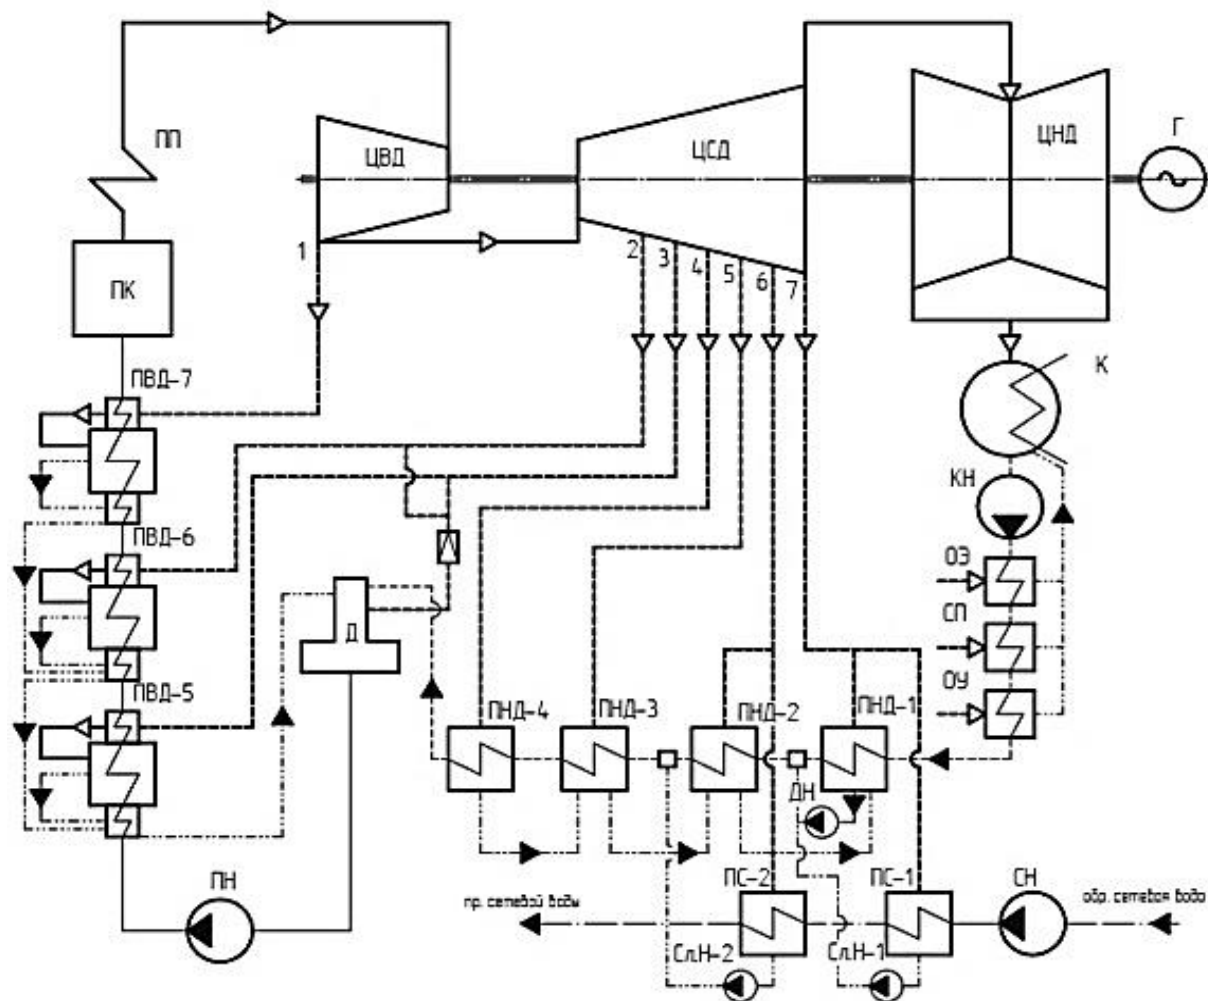 ПП
ЦВД
ЦСД
ЦНД
Г
ПК
1
2
3
4
5
6
7
К
ПВД-7
КН
ПВД-6
ОЭ
СП
Д
ОУ
ПВД-5
ПНД-4
ПНД-3
ПНД-2
ПНД-1
ДН
ПН
ПС-2
ПС-1
СН
пр. сетевой воды
обр. сетевая вода
Сл.Н-2
Сл.Н-1